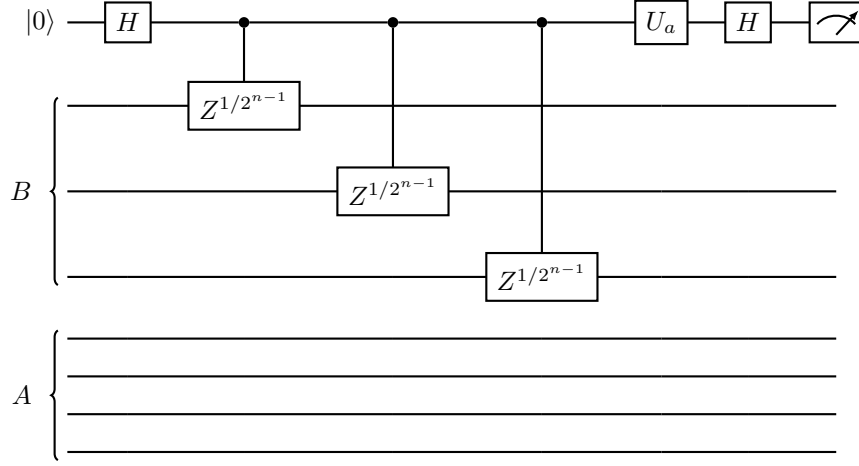 |0⟩ H U_a H
Z^{1/2^{n-1}}
B Z^{1/2^{n-1}}
Z^{1/2^{n-1}}
A